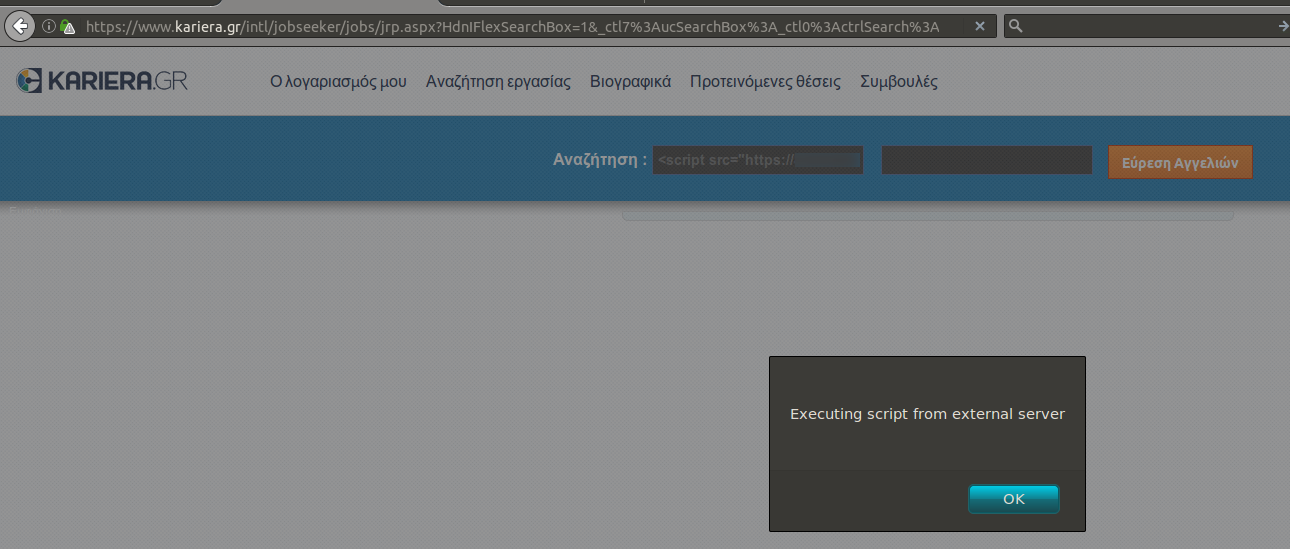 https://www.kariera.gr/intl/jobseeker/jobs/jrp.aspx?HdnIFlexSearchBox=1&_ctl7%3AucSearchBox%3A_ctl0%3ActrlSearch%3A
KARIERA.GR
Ο λογαριασμός μου Αναζήτηση εργασίας Βιογραφικά Προτεινόμενες θέσεις Συμβουλές
Αναζήτηση : <script src="https:// Εύρεση Αγγελιών
Executing script from external server
OK